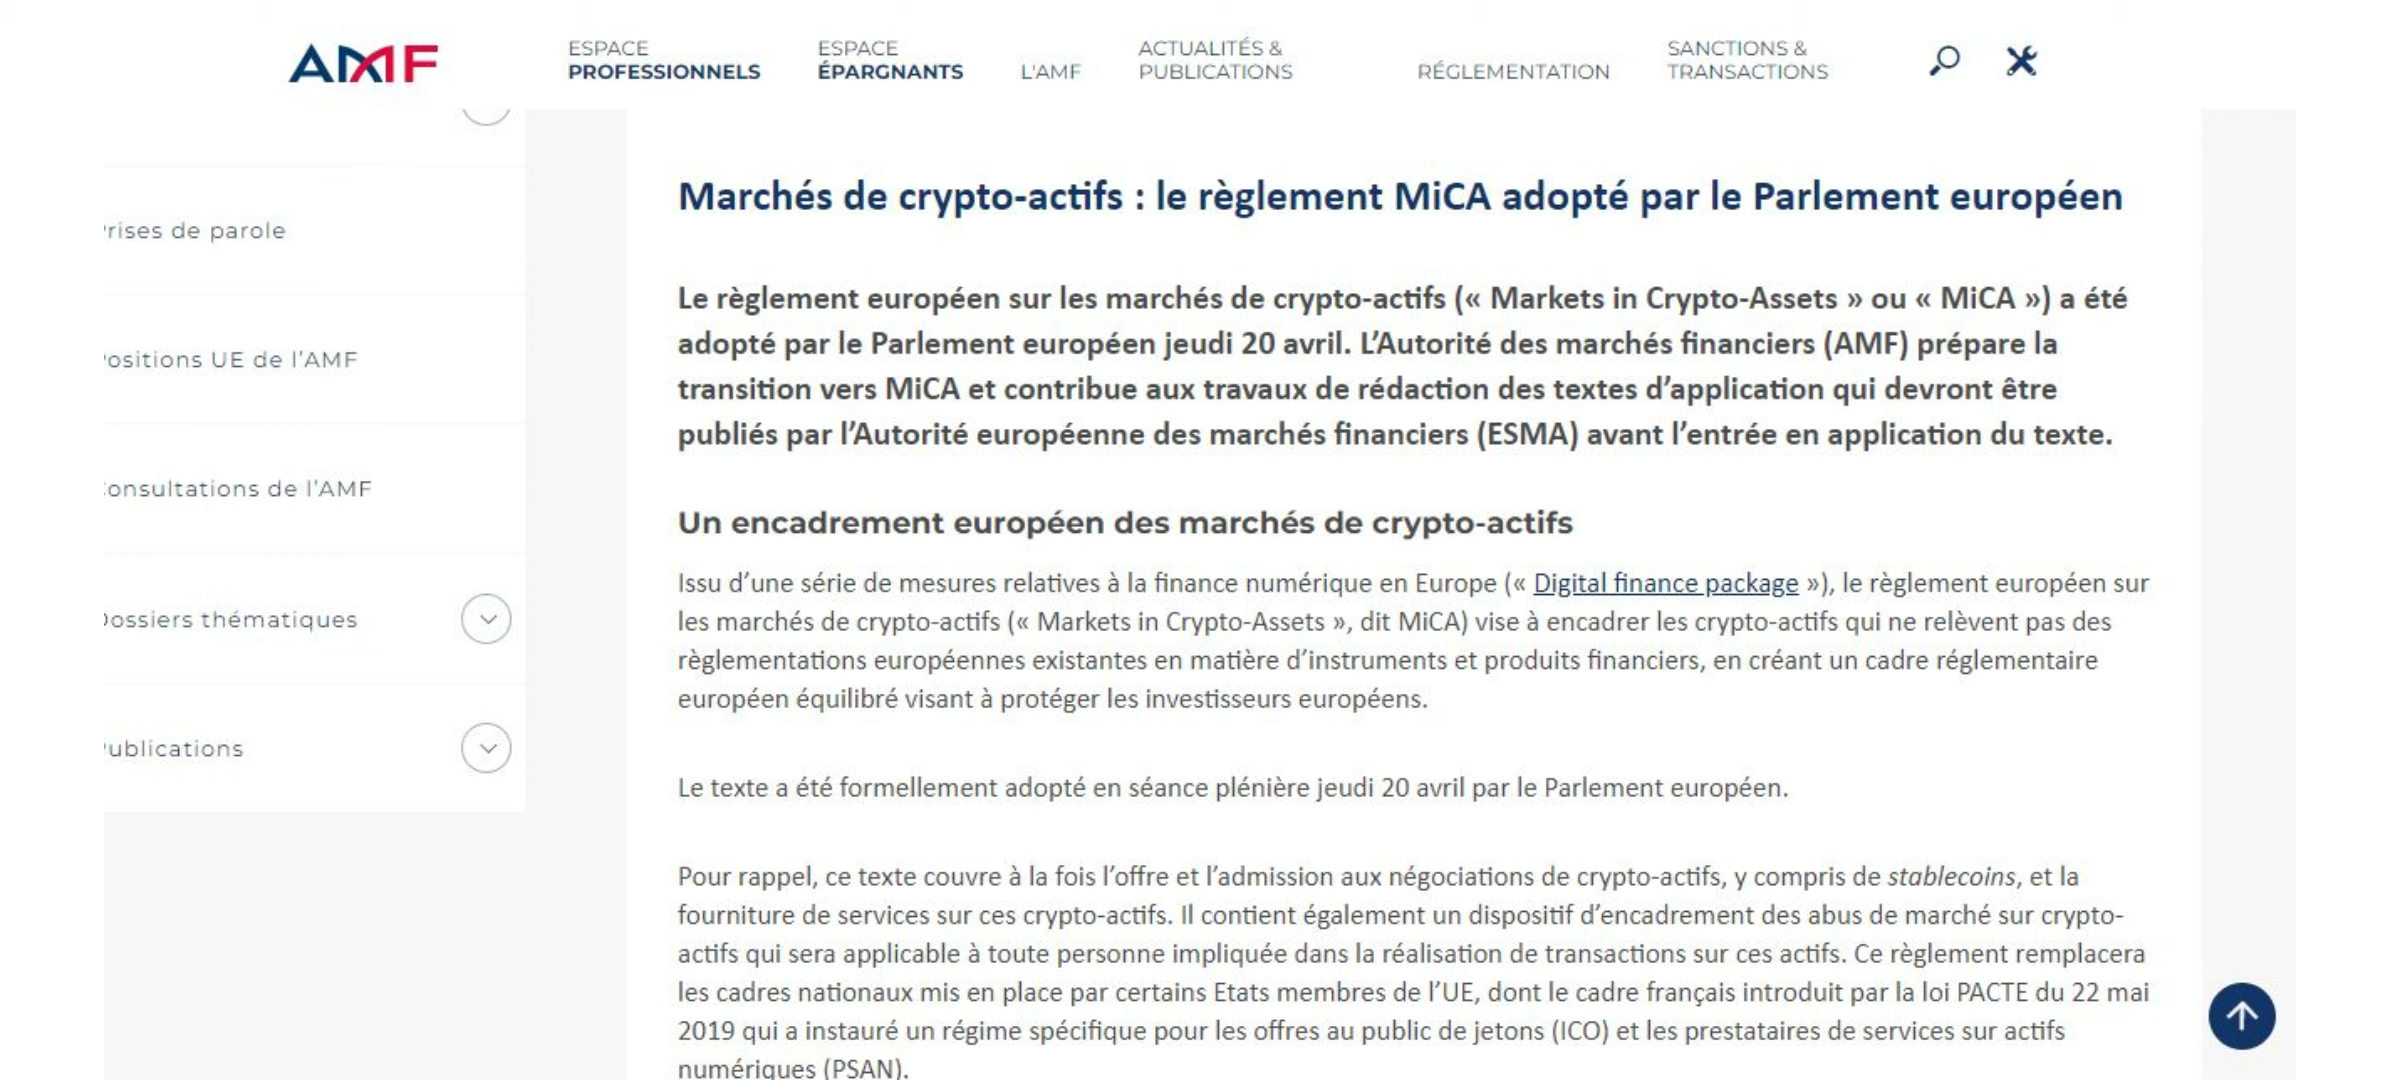 AMF
ESPACE
PROFESSIONNELS
ESPACE
ÉPARGNANTS
L'AMF
ACTUALITÉS &
PUBLICATIONS
RÉGLEMENTATION
SANCTIONS &
TRANSACTIONS
rises de parole
ositions UE de l'AMF
onsultations de l'AMF
ossiers thématiques
ublications
Marchés de crypto-actifs : le règlement MiCA adopté par le Parlement européen
Le règlement européen sur les marchés de crypto-actifs (« Markets in Crypto-Assets » ou « MiCA ») a été
adopté par le Parlement européen jeudi 20 avril. L’Autorité des marchés financiers (AMF) prépare la
transition vers MiCA et contribue aux travaux de rédaction des textes d’application qui devront être
publiés par l’Autorité européenne des marchés financiers (ESMA) avant l’entrée en application du texte.
Un encadrement européen des marchés de crypto-actifs
Issu d’une série de mesures relatives à la finance numérique en Europe (« Digital finance package »), le règlement européen sur
les marchés de crypto-actifs (« Markets in Crypto-Assets », dit MiCA) vise à encadrer les crypto-actifs qui ne relèvent pas des
règlementations européennes existantes en matière d’instruments et produits financiers, en créant un cadre réglementaire
européen équilibré visant à protéger les investisseurs européens.
Le texte a été formellement adopté en séance plénière jeudi 20 avril par le Parlement européen.
Pour rappel, ce texte couvre à la fois l’offre et l’admission aux négociations de crypto-actifs, y compris de stablecoins, et la
fourniture de services sur ces crypto-actifs. Il contient également un dispositif d’encadrement des abus de marché sur crypto-
actifs qui sera applicable à toute personne impliquée dans la réalisation de transactions sur ces actifs. Ce règlement remplacera
les cadres nationaux mis en place par certains Etats membres de l’UE, dont le cadre français introduit par la loi PACTE du 22 mai
2019 qui a instauré un régime spécifique pour les offres au public de jetons (ICO) et les prestataires de services sur actifs
numériques (PSAN).